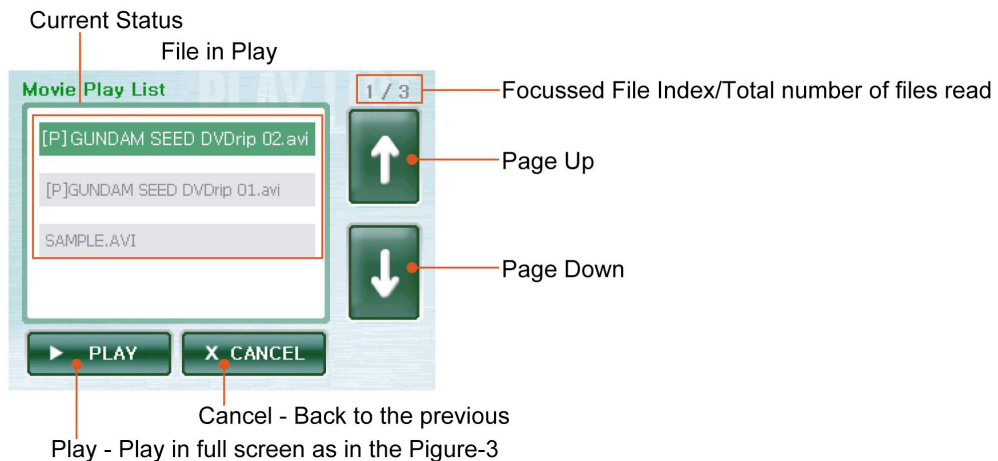 Current Status
File in Play
PLAY LIST
Movie Play List
1 / 3
Focussed File Index/Total number of files read
[P]GUNDAM SEED DVDrip 02.avi
Page Up
[P]GUNDAM SEED DVDrip 01.avi
SAMPLE.AVI
Page Down
PLAY
X CANCEL
Cancel - Back to the previous
Play - Play in full screen as in the Pigure-3